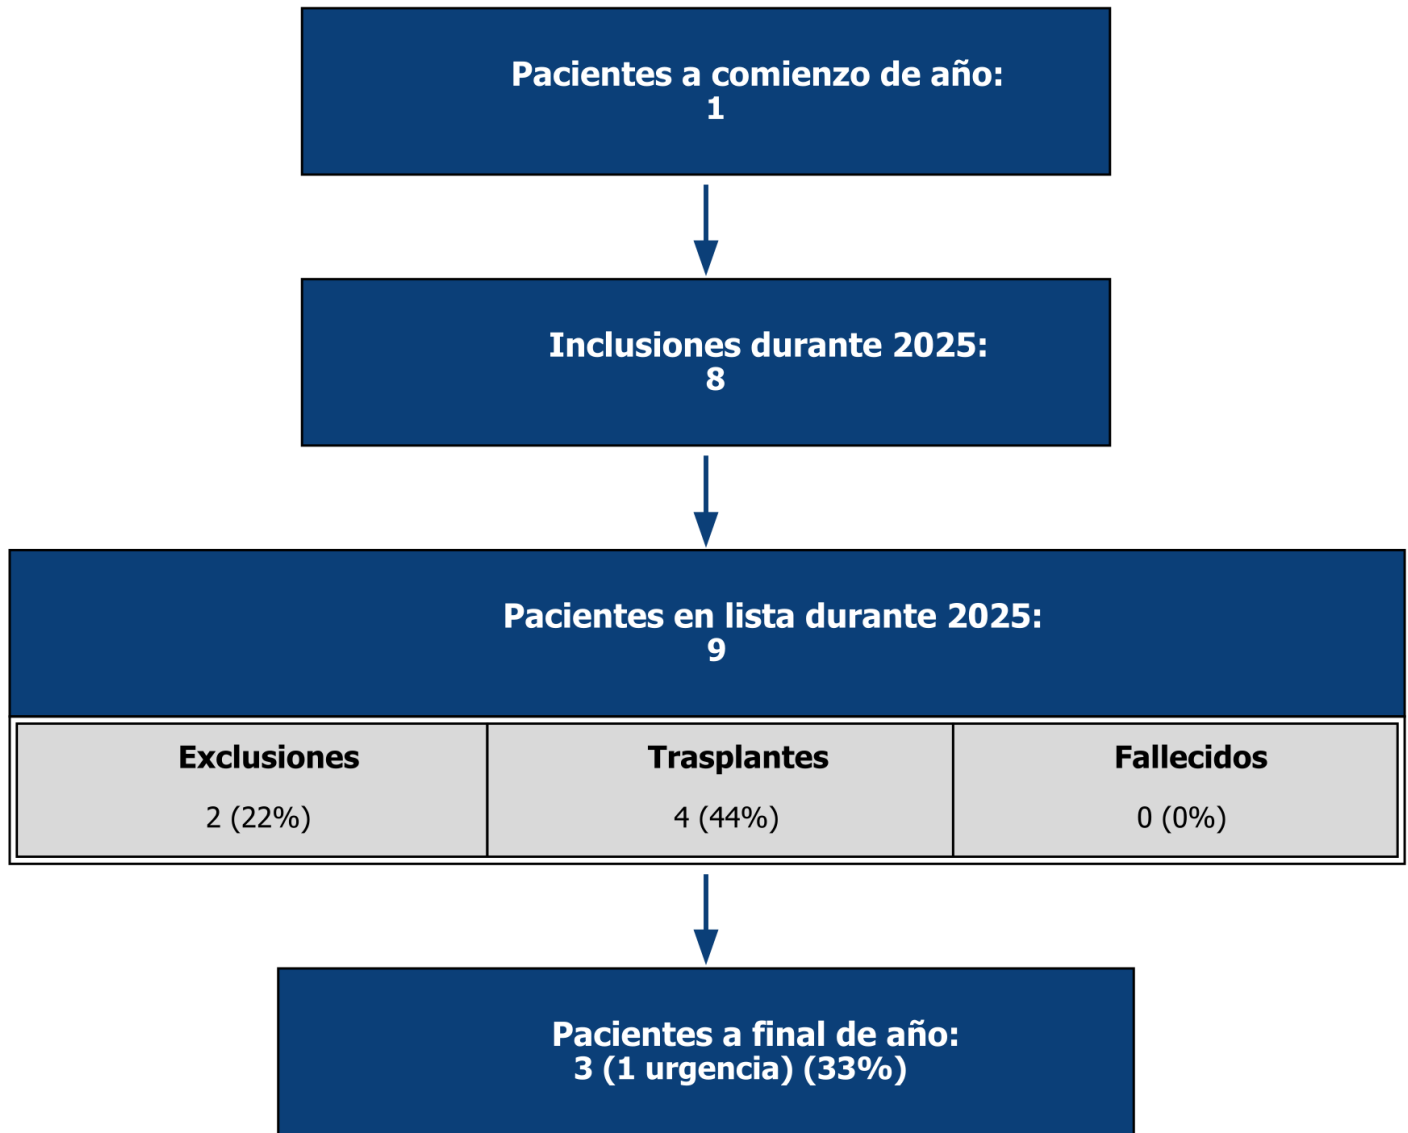 Pacientes a comienzo de año:
1
Inclusiones durante 2025:
8
Pacientes en lista durante 2025:
9
Exclusiones
Trasplantes
Fallecidos
2 (22%)
4 (44%)
0 (0%)
Pacientes a final de año:
3 (1 urgencia) (33%)